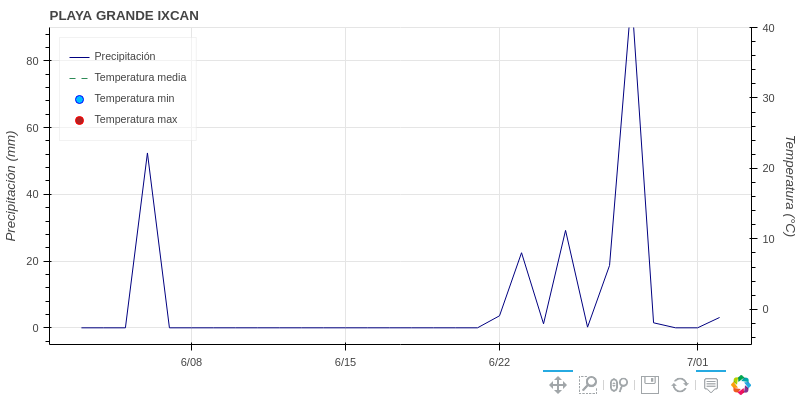 PLAYA GRANDE IXCAN
Precipitación
Temperatura media
Temperatura min
Temperatura max
Precipitación (mm)
80
60
40
20
0
Temperatura (°C)
40
30
20
10
0
6/08
6/15
6/22
7/01